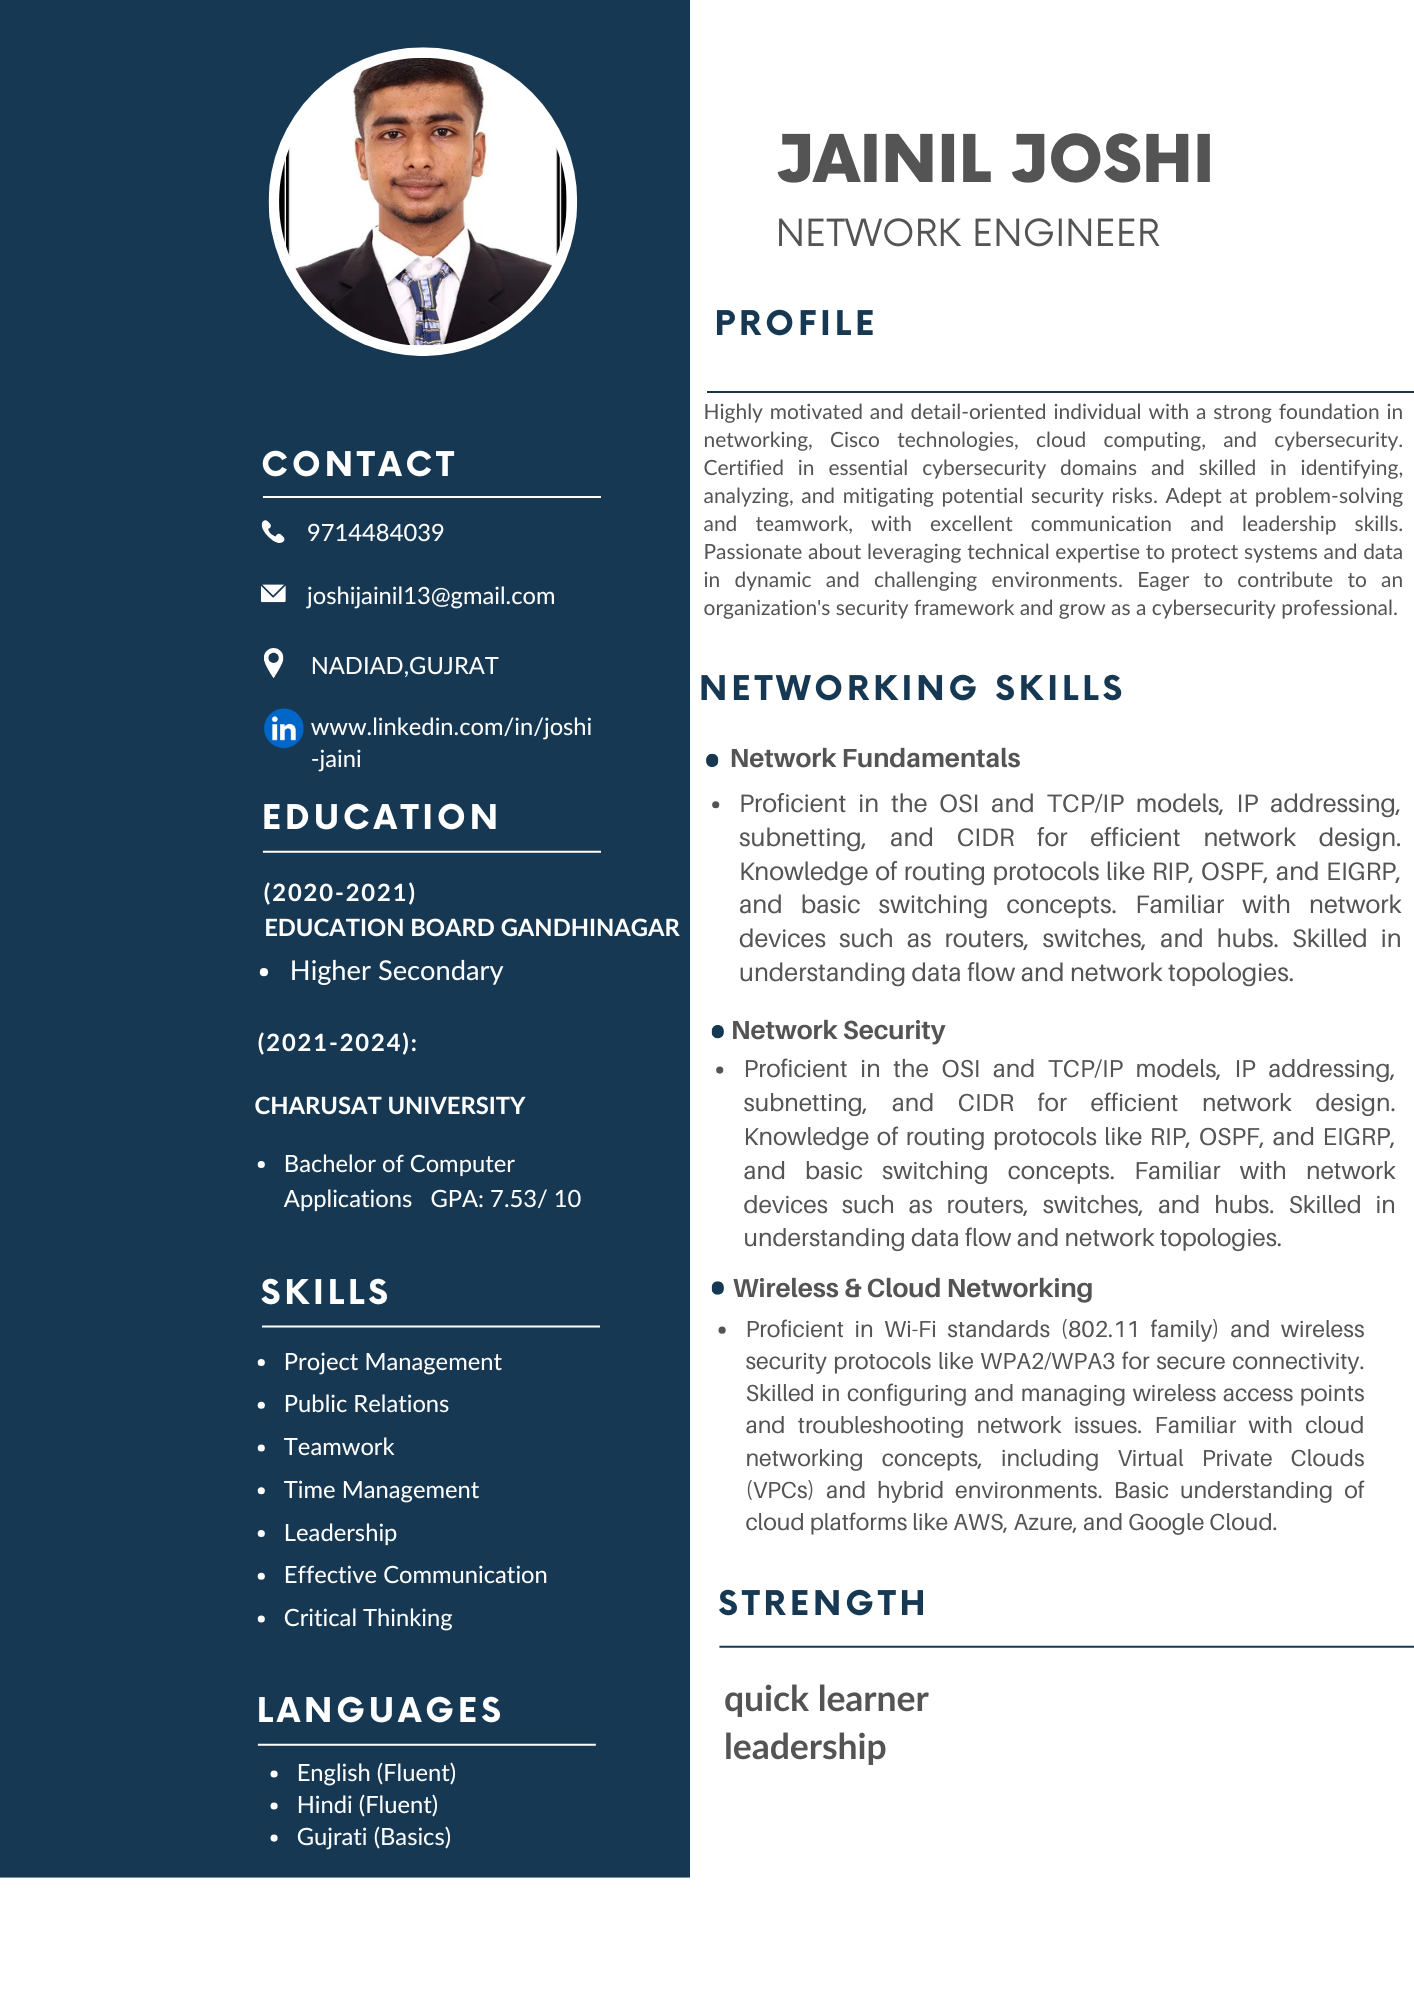 JAINIL JOSHI
NETWORK ENGINEER
CONTACT
9714484039
joshijainil13@gmail.com
NADIAD,GUJRAT
in
www.linkedin.com/in/joshi
-jaini
EDUCATION
(2020-2021)
EDUCATION BOARD GANDHINAGAR
• Higher Secondary
(2021-2024):
CHARUSAT UNIVERSITY
• Bachelor of Computer
Applications GPA: 7.53/ 10
SKILLS
• Project Management
• Public Relations
• Teamwork
• Time Management
• Leadership
• Effective Communication
• Critical Thinking
LANGUAGES
• English (Fluent)
• Hindi (Fluent)
• Gujrati (Basics)
PROFILE
Highly motivated and detail-oriented individual with a strong foundation in
networking, Cisco technologies, cloud computing, and cybersecurity.
Certified in essential cybersecurity domains and skilled in identifying,
analyzing, and mitigating potential security risks. Adept at problem-solving
and teamwork, with excellent communication and leadership skills.
Passionate about leveraging technical expertise to protect systems and data
in dynamic and challenging environments. Eager to contribute to an
organization's security framework and grow as a cybersecurity professional.
NETWORKING SKILLS
• Network Fundamentals
• Proficient in the OSI and TCP/IP models, IP addressing,
subnetting, and CIDR for efficient network design.
Knowledge of routing protocols like RIP, OSPF, and EIGRP,
and basic switching concepts. Familiar with network
devices such as routers, switches, and hubs. Skilled in
understanding data flow and network topologies.
• Network Security
• Proficient in the OSI and TCP/IP models, IP addressing,
subnetting, and CIDR for efficient network design.
Knowledge of routing protocols like RIP, OSPF, and EIGRP,
and basic switching concepts. Familiar with network
devices such as routers, switches, and hubs. Skilled in
understanding data flow and network topologies.
• Wireless & Cloud Networking
• Proficient in Wi-Fi standards (802.11 family) and wireless
security protocols like WPA2/WPA3 for secure connectivity.
Skilled in configuring and managing wireless access points
and troubleshooting network issues. Familiar with cloud
networking concepts, including Virtual Private Clouds
(VPCs) and hybrid environments. Basic understanding of
cloud platforms like AWS, Azure, and Google Cloud.
STRENGTH
quick learner
leadership